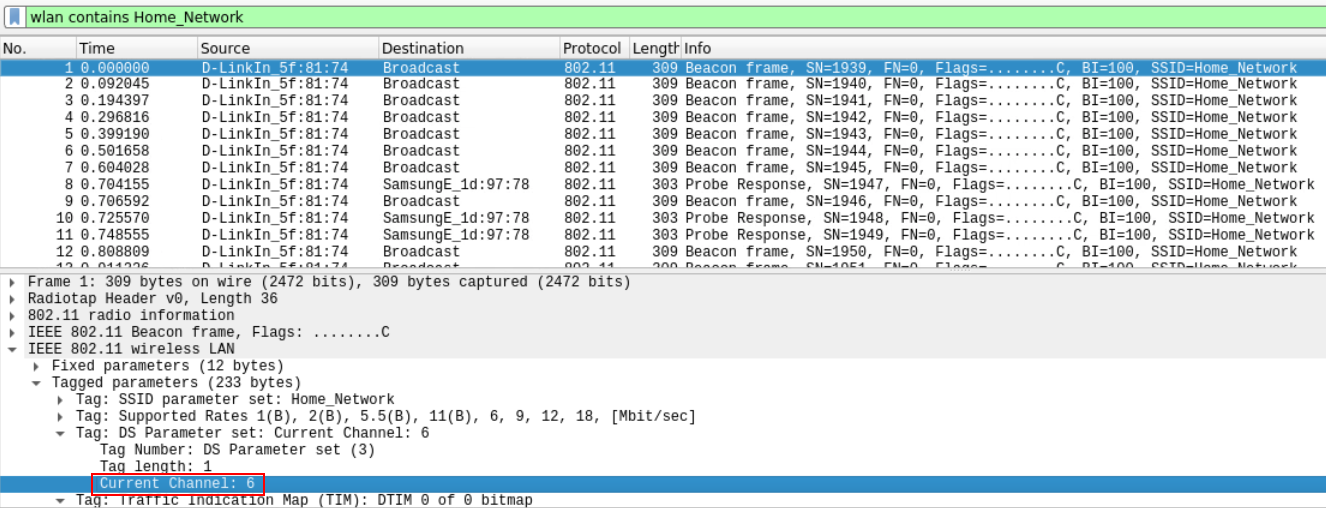 wlan contains Home_Network
No. Time Source Destination Protocol Length Info
1 0.000000 D-LinkIn_5f:81:74 Broadcast 802.11 309 Beacon frame, SN=1939, FN=0, Flags=........C, BI=100, SSID=Home_Network
2 0.092045 D-LinkIn_5f:81:74 Broadcast 802.11 309 Beacon frame, SN=1940, FN=0, Flags=........C, BI=100, SSID=Home_Network
3 0.194397 D-LinkIn_5f:81:74 Broadcast 802.11 309 Beacon frame, SN=1941, FN=0, Flags=........C, BI=100, SSID=Home_Network
4 0.296816 D-LinkIn_5f:81:74 Broadcast 802.11 309 Beacon frame, SN=1942, FN=0, Flags=........C, BI=100, SSID=Home_Network
5 0.399190 D-LinkIn_5f:81:74 Broadcast 802.11 309 Beacon frame, SN=1943, FN=0, Flags=........C, BI=100, SSID=Home_Network
6 0.501658 D-LinkIn_5f:81:74 Broadcast 802.11 309 Beacon frame, SN=1944, FN=0, Flags=........C, BI=100, SSID=Home_Network
7 0.604028 D-LinkIn_5f:81:74 Broadcast 802.11 309 Beacon frame, SN=1945, FN=0, Flags=........C, BI=100, SSID=Home_Network
8 0.704155 D-LinkIn_5f:81:74 SamsungE_1d:97:78 802.11 303 Probe Response, SN=1947, FN=0, Flags=........C, BI=100, SSID=Home_Network
9 0.706592 D-LinkIn_5f:81:74 Broadcast 802.11 309 Beacon frame, SN=1946, FN=0, Flags=........C, BI=100, SSID=Home_Network
10 0.725570 D-LinkIn_5f:81:74 SamsungE_1d:97:78 802.11 303 Probe Response, SN=1948, FN=0, Flags=........C, BI=100, SSID=Home_Network
11 0.748555 D-LinkIn_5f:81:74 SamsungE_1d:97:78 802.11 303 Probe Response, SN=1949, FN=0, Flags=........C, BI=100, SSID=Home_Network
12 0.808809 D-LinkIn_5f:81:74 Broadcast 802.11 309 Beacon frame, SN=1950, FN=0, Flags=........C, BI=100, SSID=Home_Network
Frame 1: 309 bytes on wire (2472 bits), 309 bytes captured (2472 bits)
Radiotap Header v0, Length 36
802.11 radio information
IEEE 802.11 Beacon frame, Flags: ........C
IEEE 802.11 wireless LAN
Fixed parameters (12 bytes)
Tagged parameters (233 bytes)
Tag: SSID parameter set: Home_Network
Tag: Supported Rates 1(B), 2(B), 5.5(B), 11(B), 6, 9, 12, 18, [Mbit/sec]
Tag: DS Parameter set: Current Channel: 6
Tag Number: DS Parameter set (3)
Tag length: 1
Current Channel: 6
Tag: Traffic Indication Map (TIM): DTIM 0 of 0 bitmap